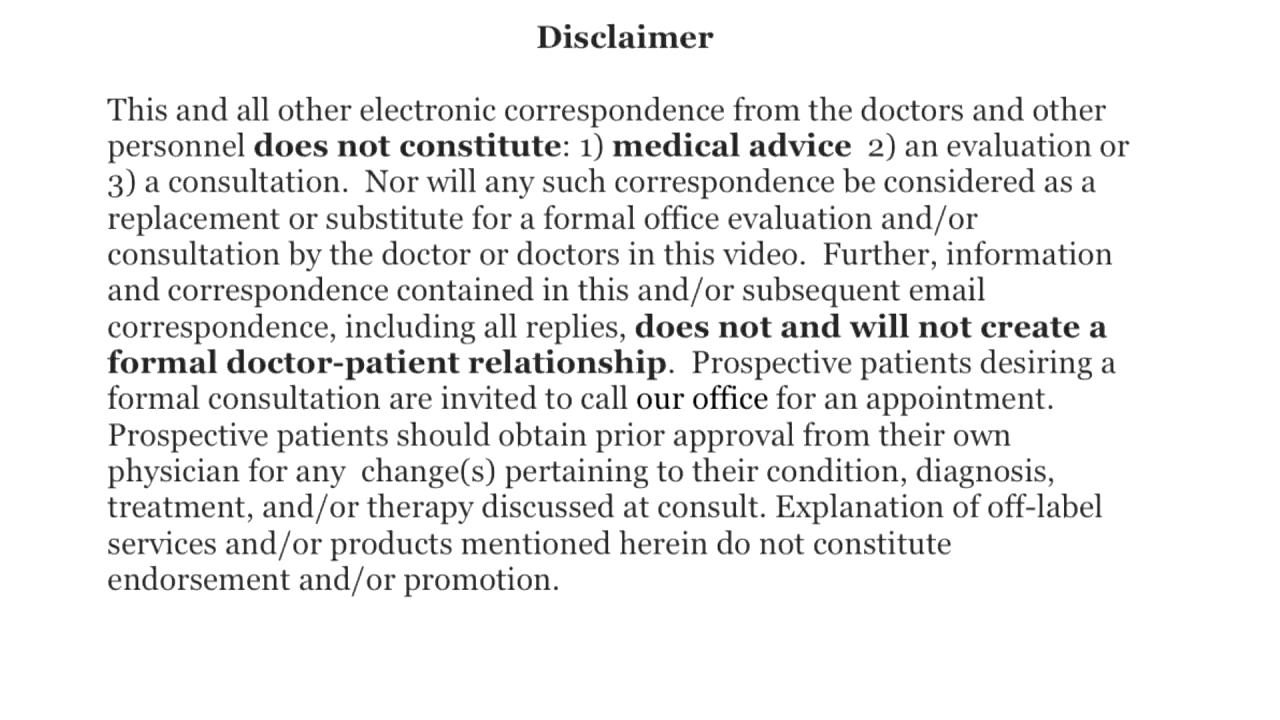 Disclaimer
This and all other electronic correspondence from the doctors and other
personnel does not constitute: 1) medical advice  2) an evaluation or
3) a consultation.  Nor will any such correspondence be considered as a
replacement or substitute for a formal office evaluation and/or
consultation by the doctor or doctors in this video.  Further, information
and correspondence contained in this and/or subsequent email
correspondence, including all replies, does not and will not create a
formal doctor-patient relationship.  Prospective patients desiring a
formal consultation are invited to call our office for an appointment.
Prospective patients should obtain prior approval from their own
physician for any  change(s) pertaining to their condition, diagnosis,
treatment, and/or therapy discussed at consult. Explanation of off-label
services and/or products mentioned herein do not constitute
endorsement and/or promotion.